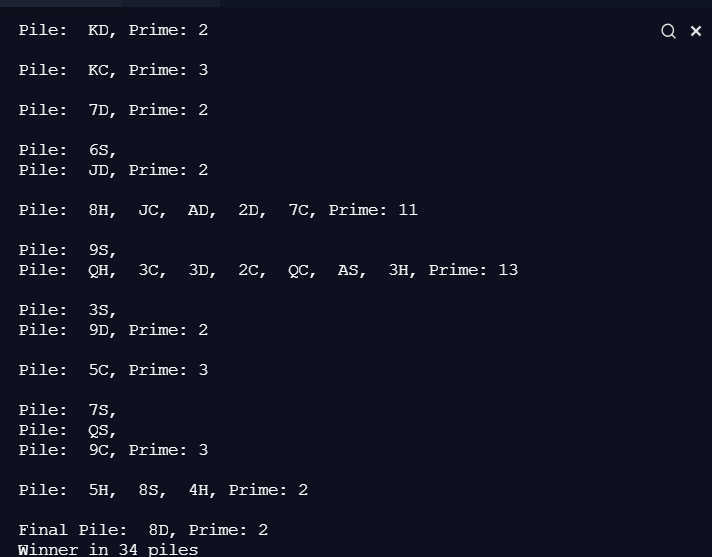 Pile:  KD, Prime: 2
Pile:  KC, Prime: 3
Pile:  7D, Prime: 2
Pile:  6S,
Pile:  JD, Prime: 2
Pile:  8H,  JC,  AD,  2D,  7C, Prime: 11
Pile:  9S,
Pile:  QH,  3C,  3D,  2C,  QC,  AS,  3H, Prime: 13
Pile:  3S,
Pile:  9D, Prime: 2
Pile:  5C, Prime: 3
Pile:  7S,
Pile:  QS,
Pile:  9C, Prime: 3
Pile:  5H,  8S,  4H, Prime: 2
Final Pile:  8D, Prime: 2
Winner in 34 piles